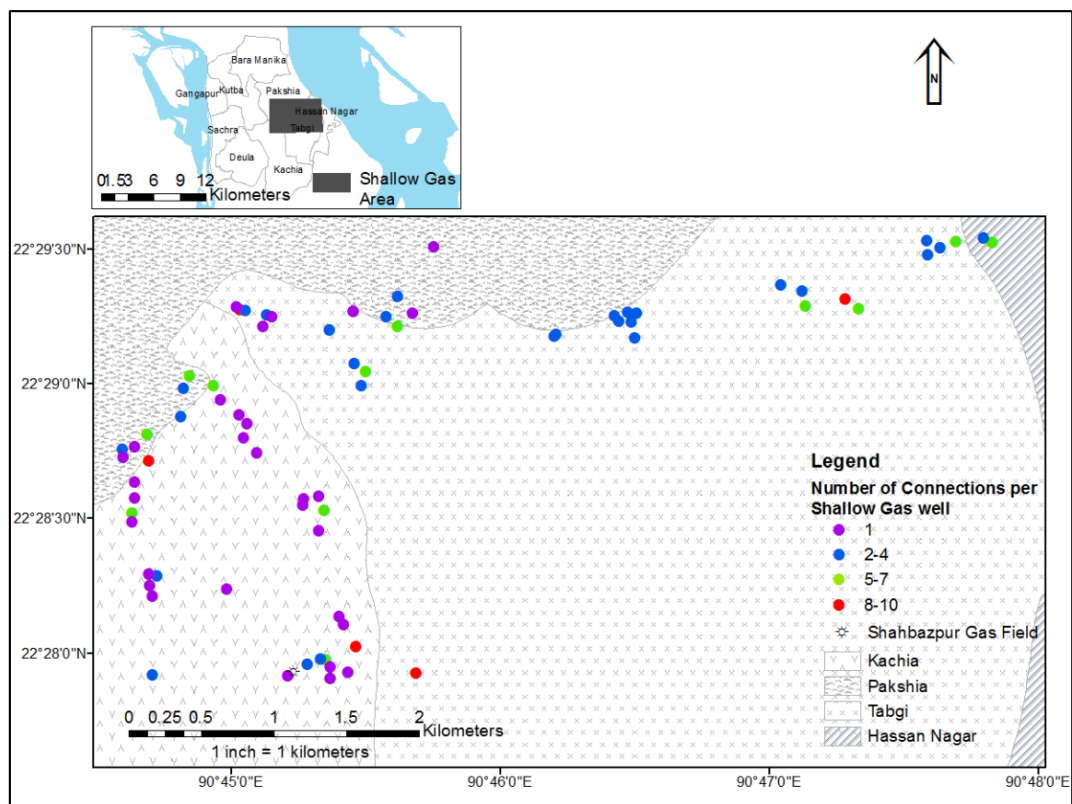 Bara Manika
Gangapur
Kutba
Pakshia
Hassan Nagar
Sachra
Tabgi
Deula
Kachia
0 1.5 3 6 9 12
Kilometers
Shallow Gas
Area
N
22°29'30"N
22°29'0"N
22°28'30"N
22°28'0"N
Legend
Number of Connections per
Shallow Gas well
1
2-4
5-7
8-10
Shahbazpur Gas Field
Kachia
Pakshia
Tabgi
Hassan Nagar
0 0.25 0.5 1 1.5 2
Kilometers
1 inch = 1 kilometers
90°45'0"E
90°46'0"E
90°47'0"E
90°48'0"E